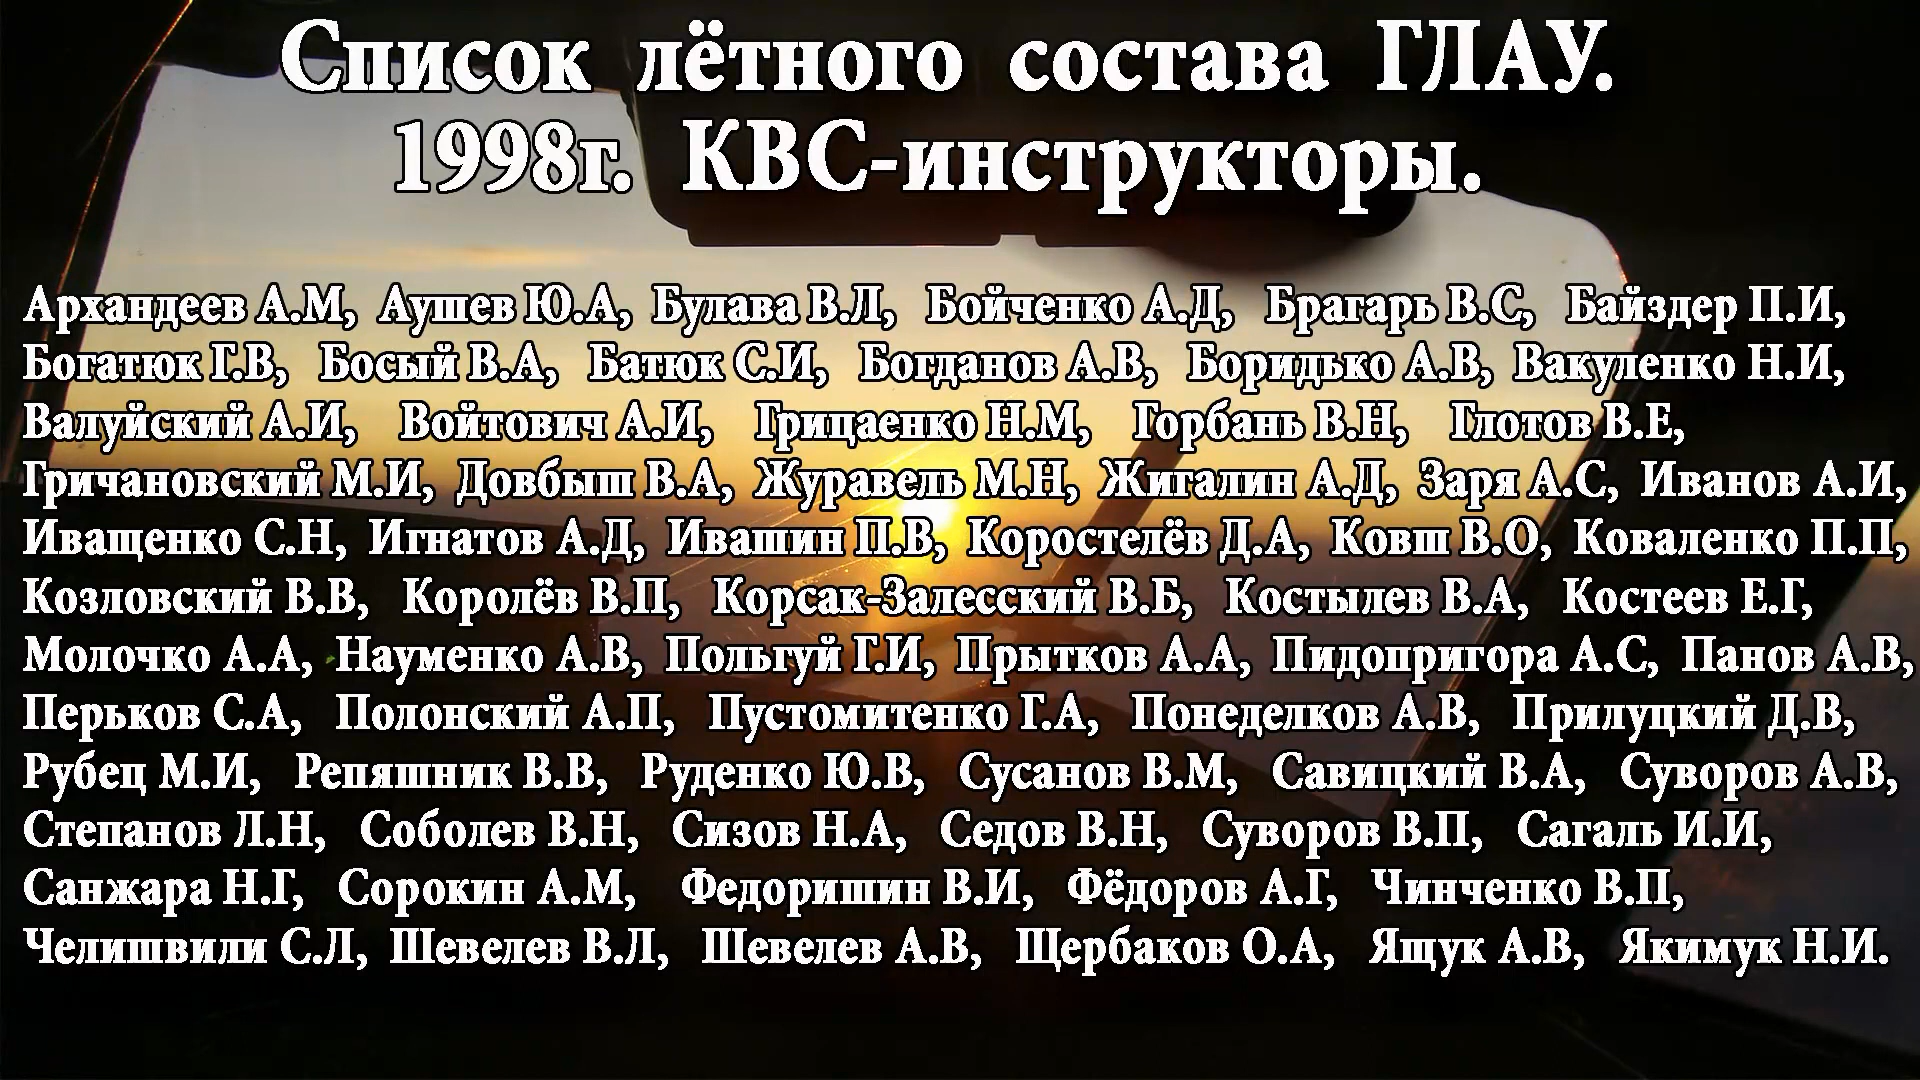 Список лётного состава ГЛАУ.
1998г. КВС-инструкторы.
Архандеев А.М, Аушев Ю.А, Булава В.Л, Бойченко А.Д, Брагарь В.С, Байздер П.И,
Богатюк Г.В, Босый В.А, Батюк С.И, Богданов А.В, Боридько А.В, Вакуленко Н.И,
Валуйский А.И, Войтович А.И, Грицаенко Н.М, Горбань В.Н, Глотов В.Е,
Гричановский М.И, Довбыш В.А, Журавель М.Н, Жигалин А.Д, Заря А.С, Иванов А.И,
Иващенко С.Н, Игнатов А.Д, Ивашин П.В, Коростелёв Д.А, Ковш В.О, Коваленко П.П,
Козловский В.В, Королёв В.П, Корсак-Залесский В.Б, Костылев В.А, Костеев Е.Г,
Молочко А.А, Науменко А.В, Польгуй Г.И, Прытков А.А, Пидопригора А.С, Панов А.В,
Перьков С.А, Полонский А.П, Пустомитенко Г.А, Понеделков А.В, Прилуцкий Д.В,
Рубец М.И, Репяшник В.В, Руденко Ю.В, Сусанов В.М, Савицкий В.А, Суворов А.В,
Степанов Л.Н, Соболев В.Н, Сизов Н.А, Седов В.Н, Суворов В.П, Сагаль И.И,
Санжара Н.Г, Сорокин А.М, Федоришин В.И, Фёдоров А.Г, Чинченко В.П,
Челишвили С.Л, Шевелев В.Л, Шевелев А.В, Щербаков О.А, Ящук А.В, Якимук Н.И.